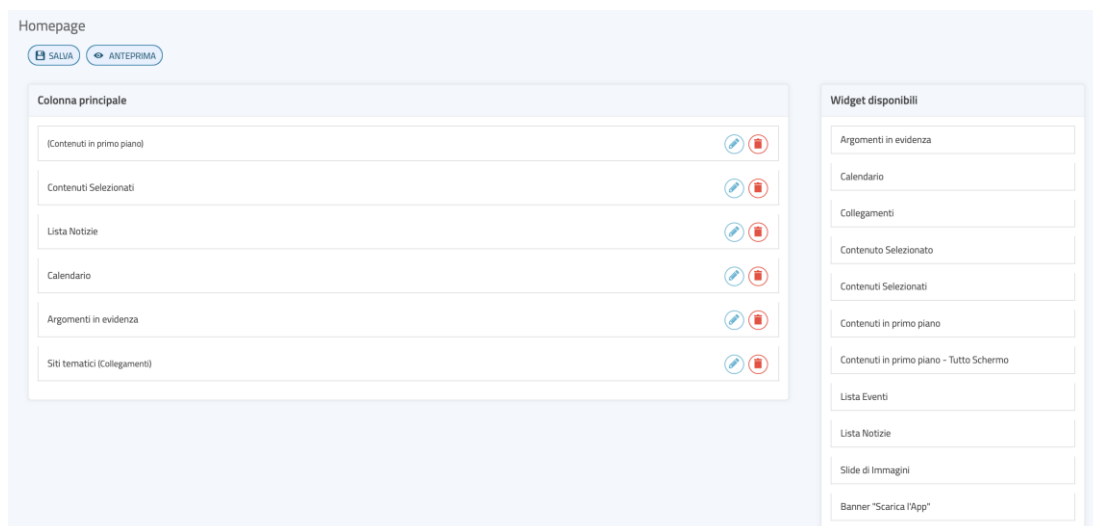 Homepage
SALVA ANTEPRIMA
Colonna principale
(Contenuti in primo piano)
Contenuti Selezionati
Lista Notizie
Calendario
Argomenti in evidenza
Siti tematici (Collegamenti)
Widget disponibili
Argomenti in evidenza
Calendario
Collegamenti
Contenuto Selezionato
Contenuti Selezionati
Contenuti in primo piano
Contenuti in primo piano - Tutto Schermo
Lista Eventi
Lista Notizie
Slide di Immagini
Banner "Scarica l'App"